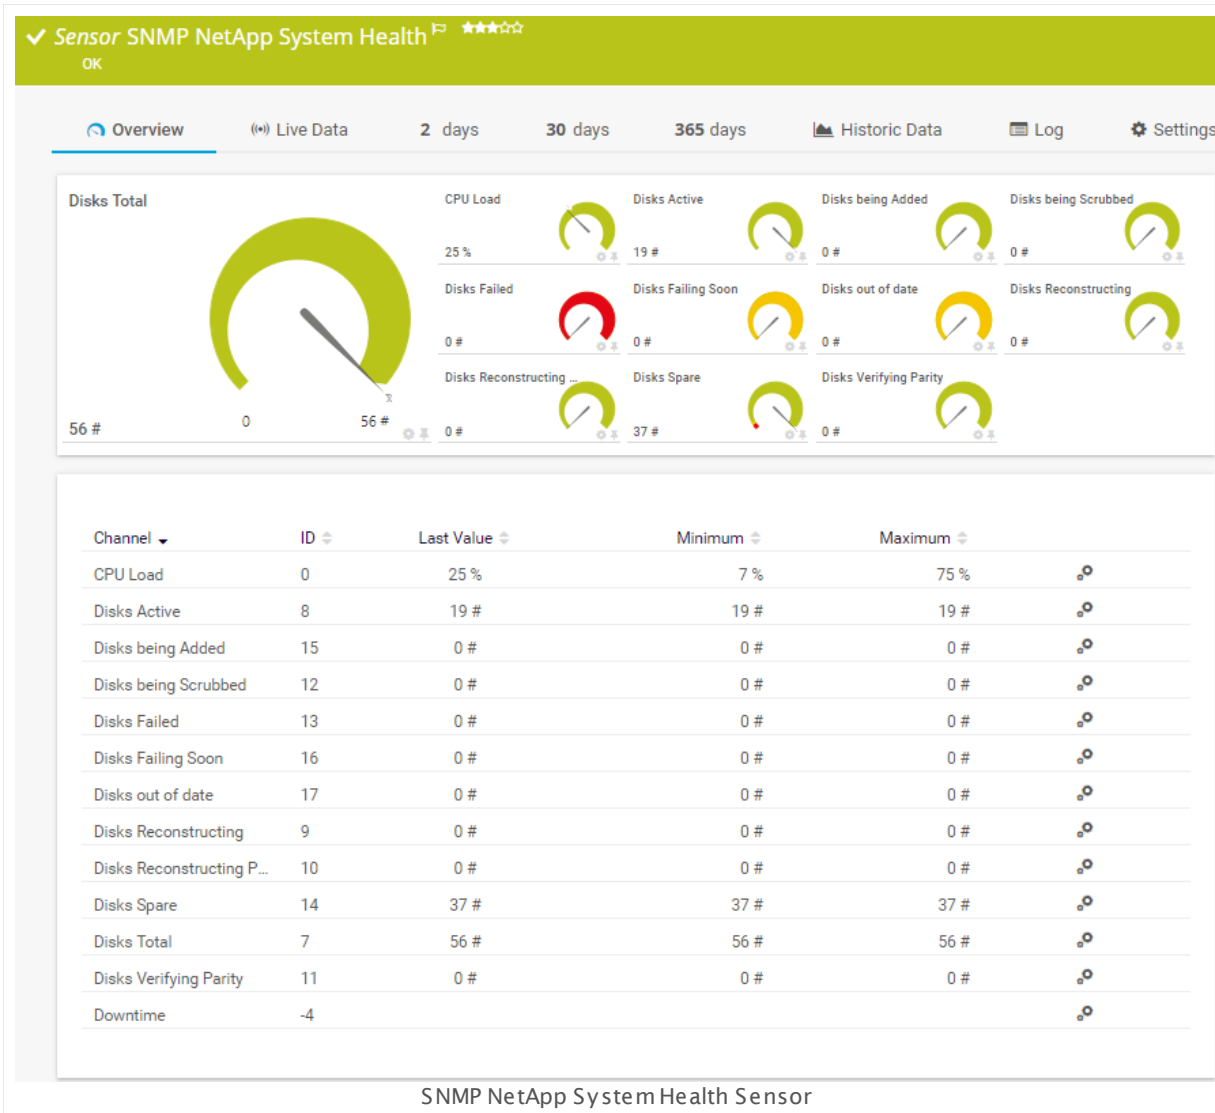 Sensor SNMP NetApp System Health
OK
Overview Live Data 2 days 30 days 365 days Historic Data Log Settings
Disks Total
56 #
0 56 #
CPU Load
25 %
Disks Active
19 #
Disks being Added
0 #
Disks being Scrubbed
0 #
Disks Failed
0 #
Disks Failing Soon
0 #
Disks out of date
0 #
Disks Reconstructing
0 #
Disks Reconstructing ...
0 #
Disks Spare
37 #
Disks Verifying Parity
0 #
Channel ID Last Value Minimum Maximum
CPU Load 0 25 % 7 % 75 %
Disks Active 8 19 # 19 # 19 #
Disks being Added 15 0 # 0 # 0 #
Disks being Scrubbed 12 0 # 0 # 0 #
Disks Failed 13 0 # 0 # 0 #
Disks Failing Soon 16 0 # 0 # 0 #
Disks out of date 17 0 # 0 # 0 #
Disks Reconstructing 9 0 # 0 # 0 #
Disks Reconstructing P... 10 0 # 0 # 0 #
Disks Spare 14 37 # 37 # 37 #
Disks Total 7 56 # 56 # 56 #
Disks Verifying Parity 11 0 # 0 # 0 #
Downtime -4
SNMP NetApp System Health Sensor